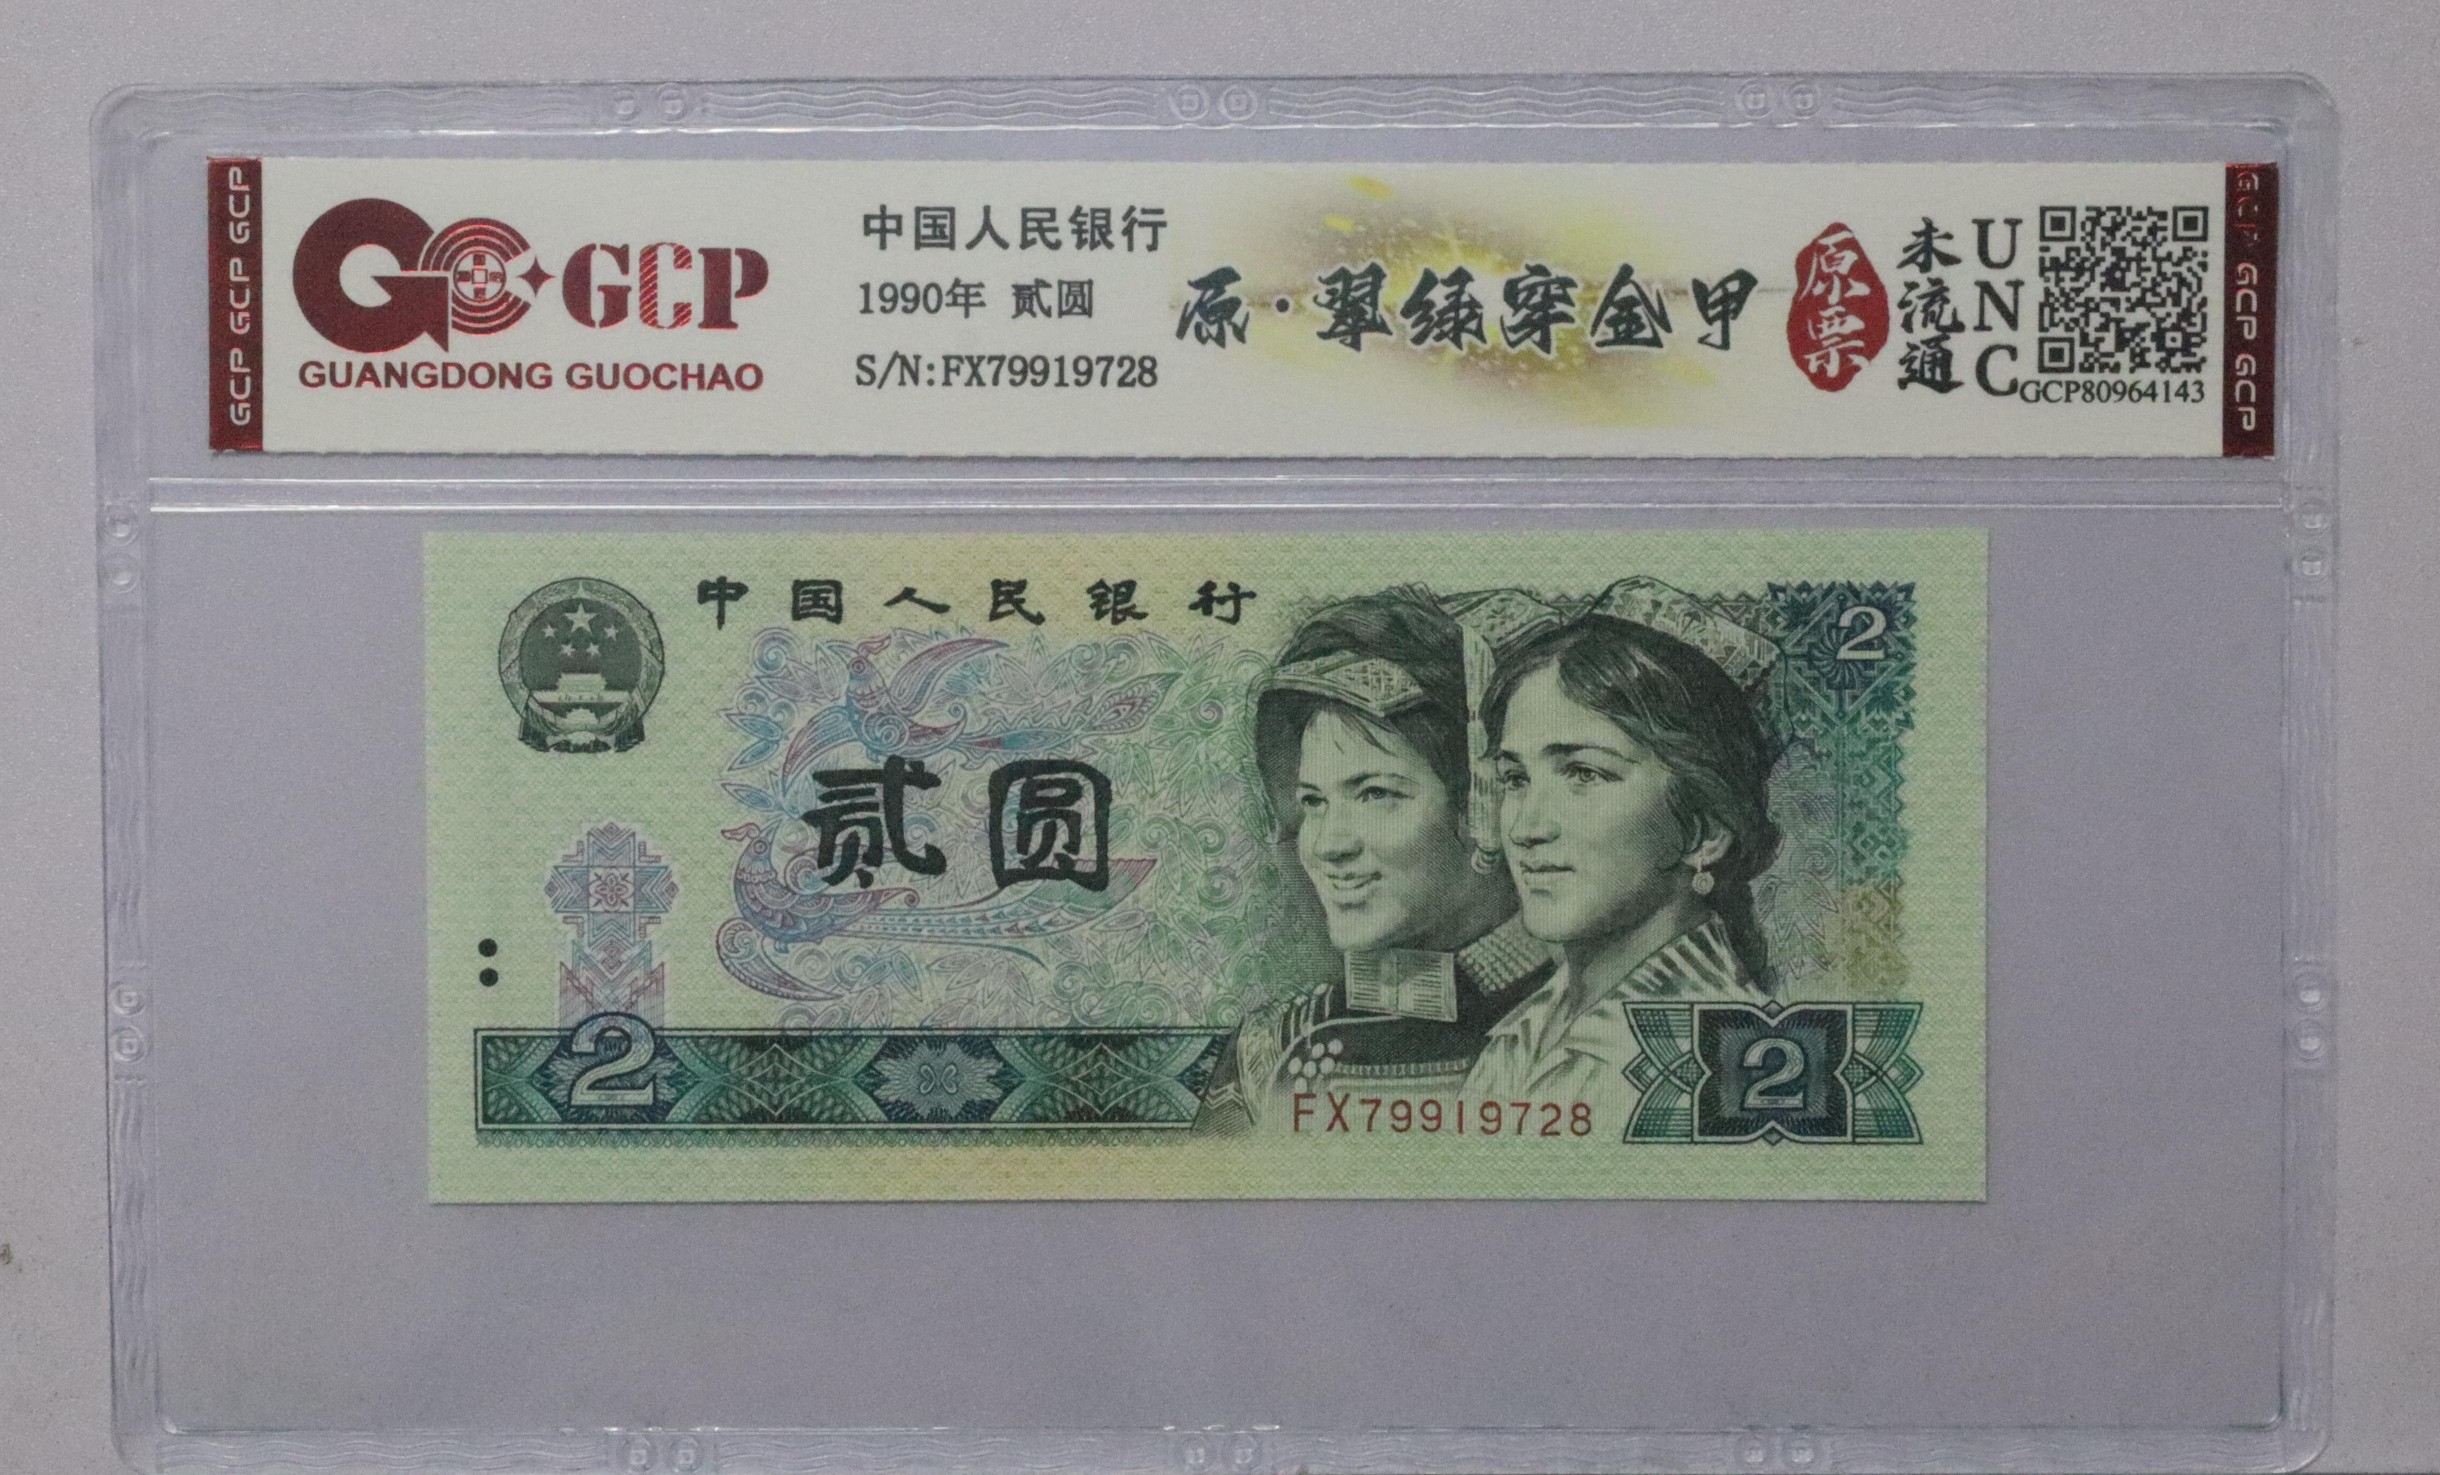 GCP GCP GCP
GCP
GUANGDONG GUOCHAO
中国人民银行
1990年 贰圆
S/N:FX79919728
原·翠绿穿金甲
原票
未流通
UNC
GCP80964143
GCP GCP GCP
中国人民银行
2
贰圆
2
FX79919728
2